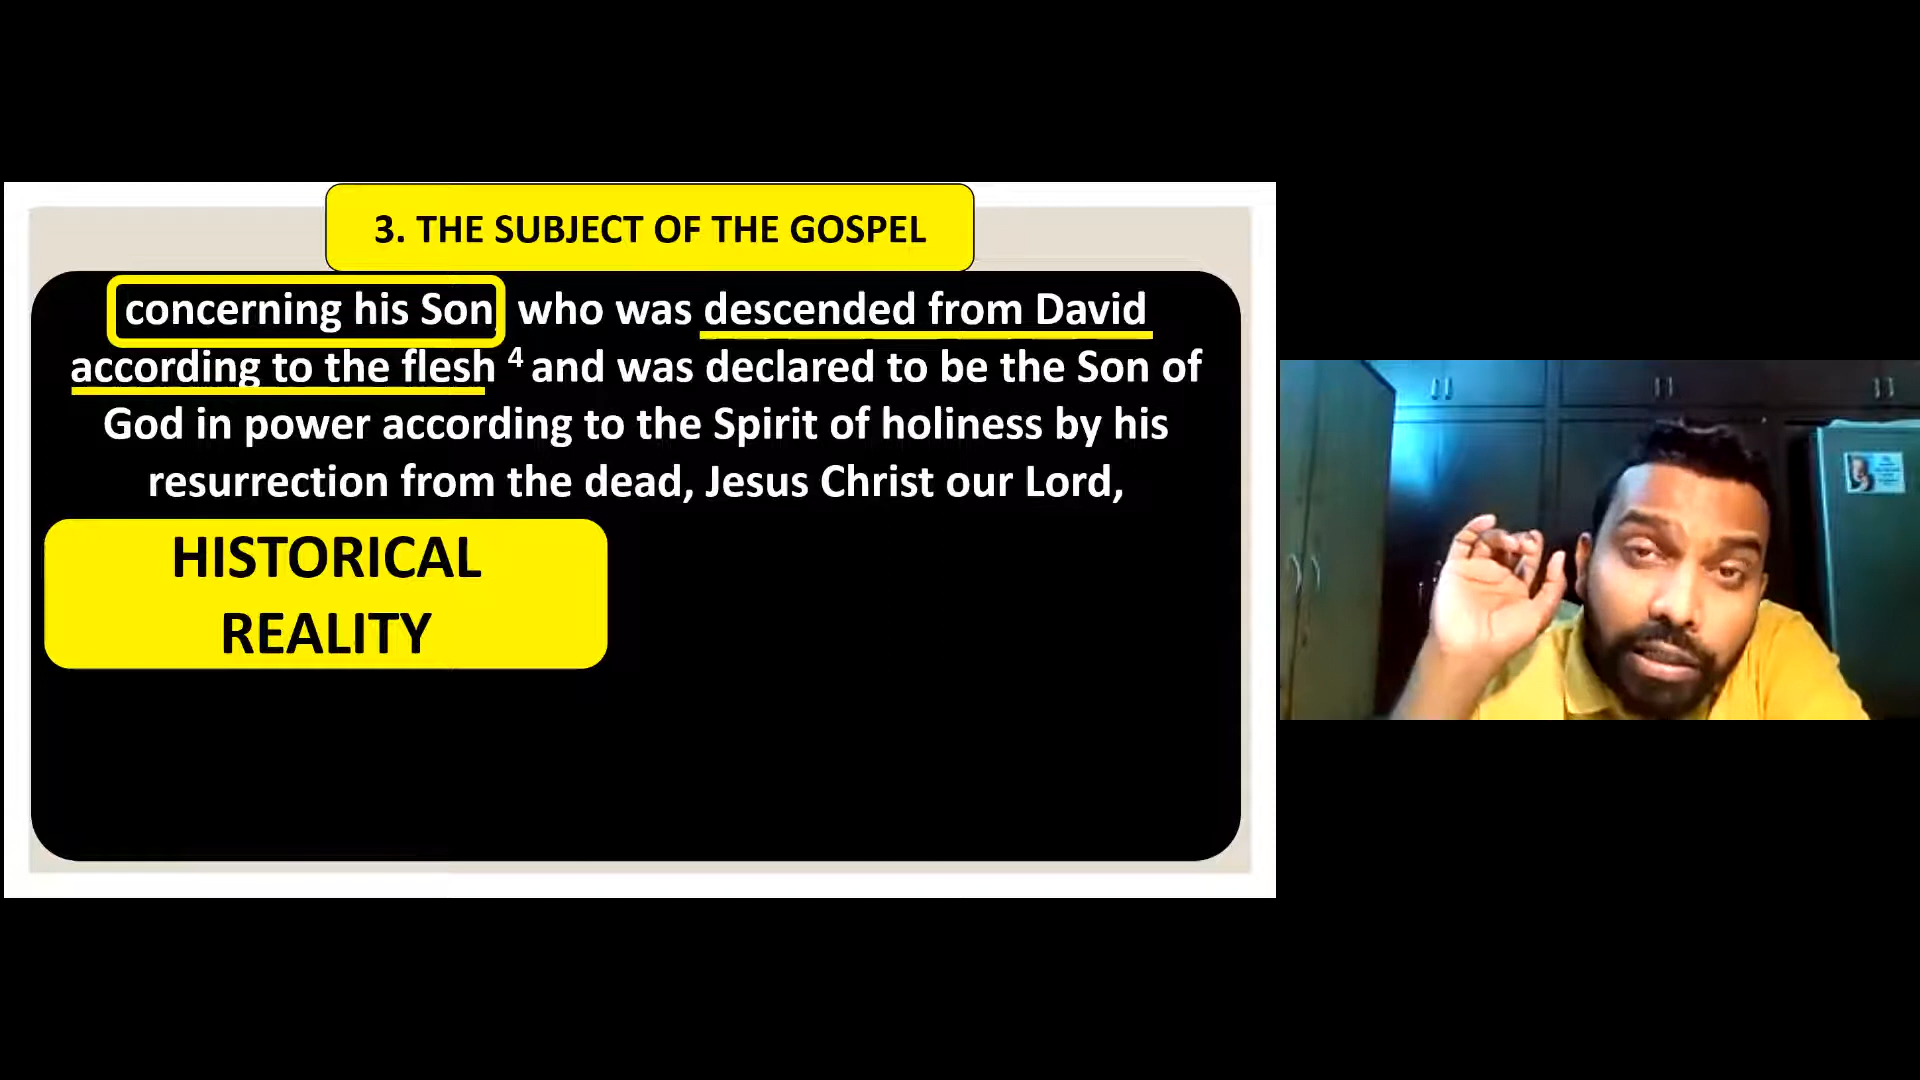 3. THE SUBJECT OF THE GOSPEL
concerning his Son, who was descended from David
according to the flesh ⁴ and was declared to be the Son of
God in power according to the Spirit of holiness by his
resurrection from the dead, Jesus Christ our Lord,
HISTORICAL
REALITY